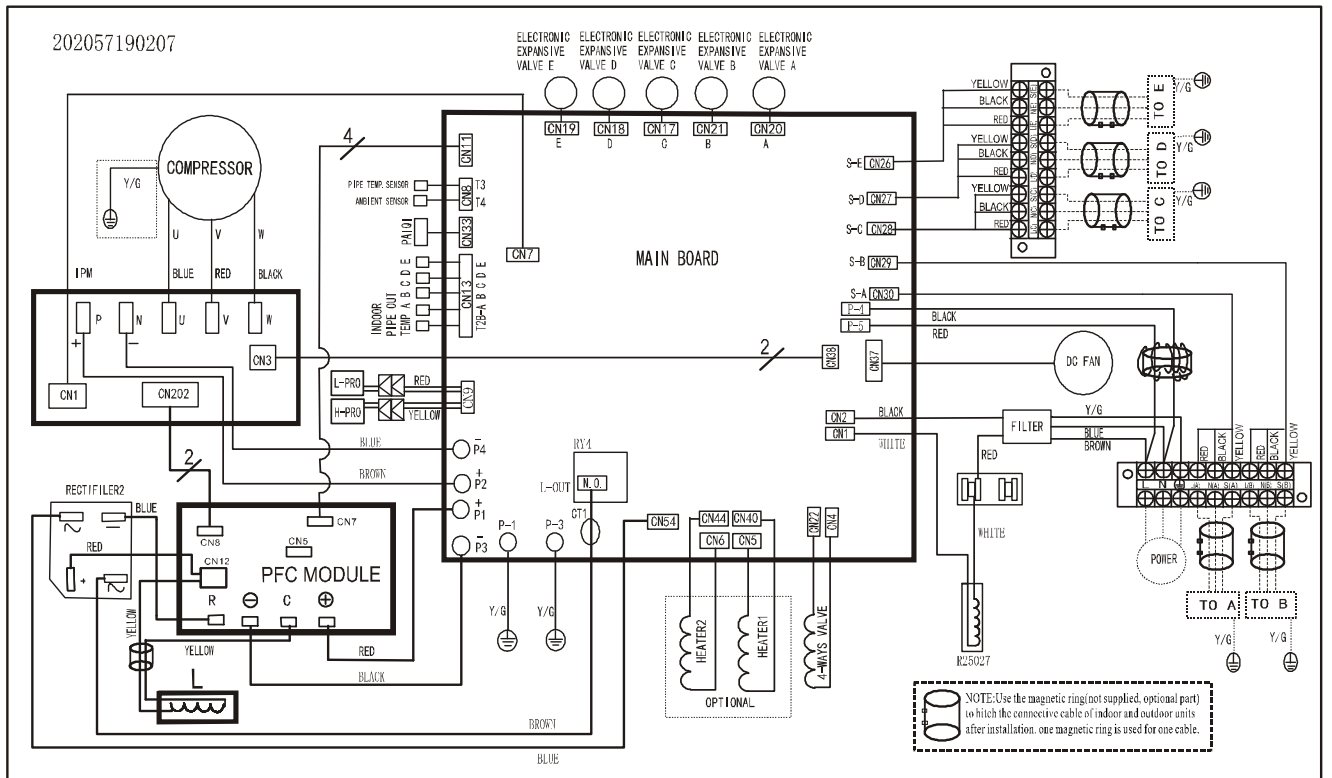 202057190207
ELECTRONIC EXPANSIVE VALVE E
ELECTRONIC EXPANSIVE VALVE D
ELECTRONIC EXPANSIVE VALVE C
ELECTRONIC EXPANSIVE VALVE B
ELECTRONIC EXPANSIVE VALVE A
CN19 CN18 CN17 CN21 CN20
E D C B A
COMPRESSOR
Y/G
U V W
BLUE RED BLACK
IPM
P N U V W
+ −
CN3
CN1
CN202
2
4
CN11
PIPE TEMP. SENSOR
AMBIENT SENSOR
CN8
T3
T4
PAIQI
CN33
INDOOR PIPE OUT TEMP A B C D E
CN13
T2B-A B C D E
L-PRO
H-PRO
RED
YELLOW
CN9
CN7
MAIN BOARD
2
CN38
CN37
DC FAN
S-E CN26
S-D CN27
S-C CN28
S-B CN29
S-A CN30
P-4
P-5
BLACK
RED
YELLOW
BLACK
RED
YELLOW
BLACK
RED
YELLOW
BLACK
RED
S(E)
N(E)
L(E)
S(D)
N(D)
L(D)
S(C)
N(C)
L(C)
TO E
TO D
TO C
Y/G
Y/G
Y/G
CN2
CN1
BLACK
WHITE
FILTER
Y/G
BLUE
BROWN
RED
WHITE
R25027
RED BLACK YELLOW RED BLACK YELLOW
L N L(A) N(A) S(A) L(B) N(B) S(B)
POWER
TO A TO B
Y/G Y/G
BLUE
BROWN
P4 −
P2 +
P1 +
P3 −
P-1
P-3
Y/G
Y/G
RY4
N.O.
L-OUT
CT1
CN54
CN44 CN40
CN6 CN5
CN22 CN4
HEATER2
HEATER1
4-WAYS VALVE
OPTIONAL
RECTIFILER2
BLUE
RED
+
CN8
CN7
CN5
CN12
PFC MODULE
R ⊖ C ⊕
YELLOW
YELLOW
L
RED
BLACK
BROWN
BLUE
NOTE:Use the magnetic ring(not supplied, optional part)
to hitch the connective cable of indoor and outdoor units
after installation. one magnetic ring is used for one cable.